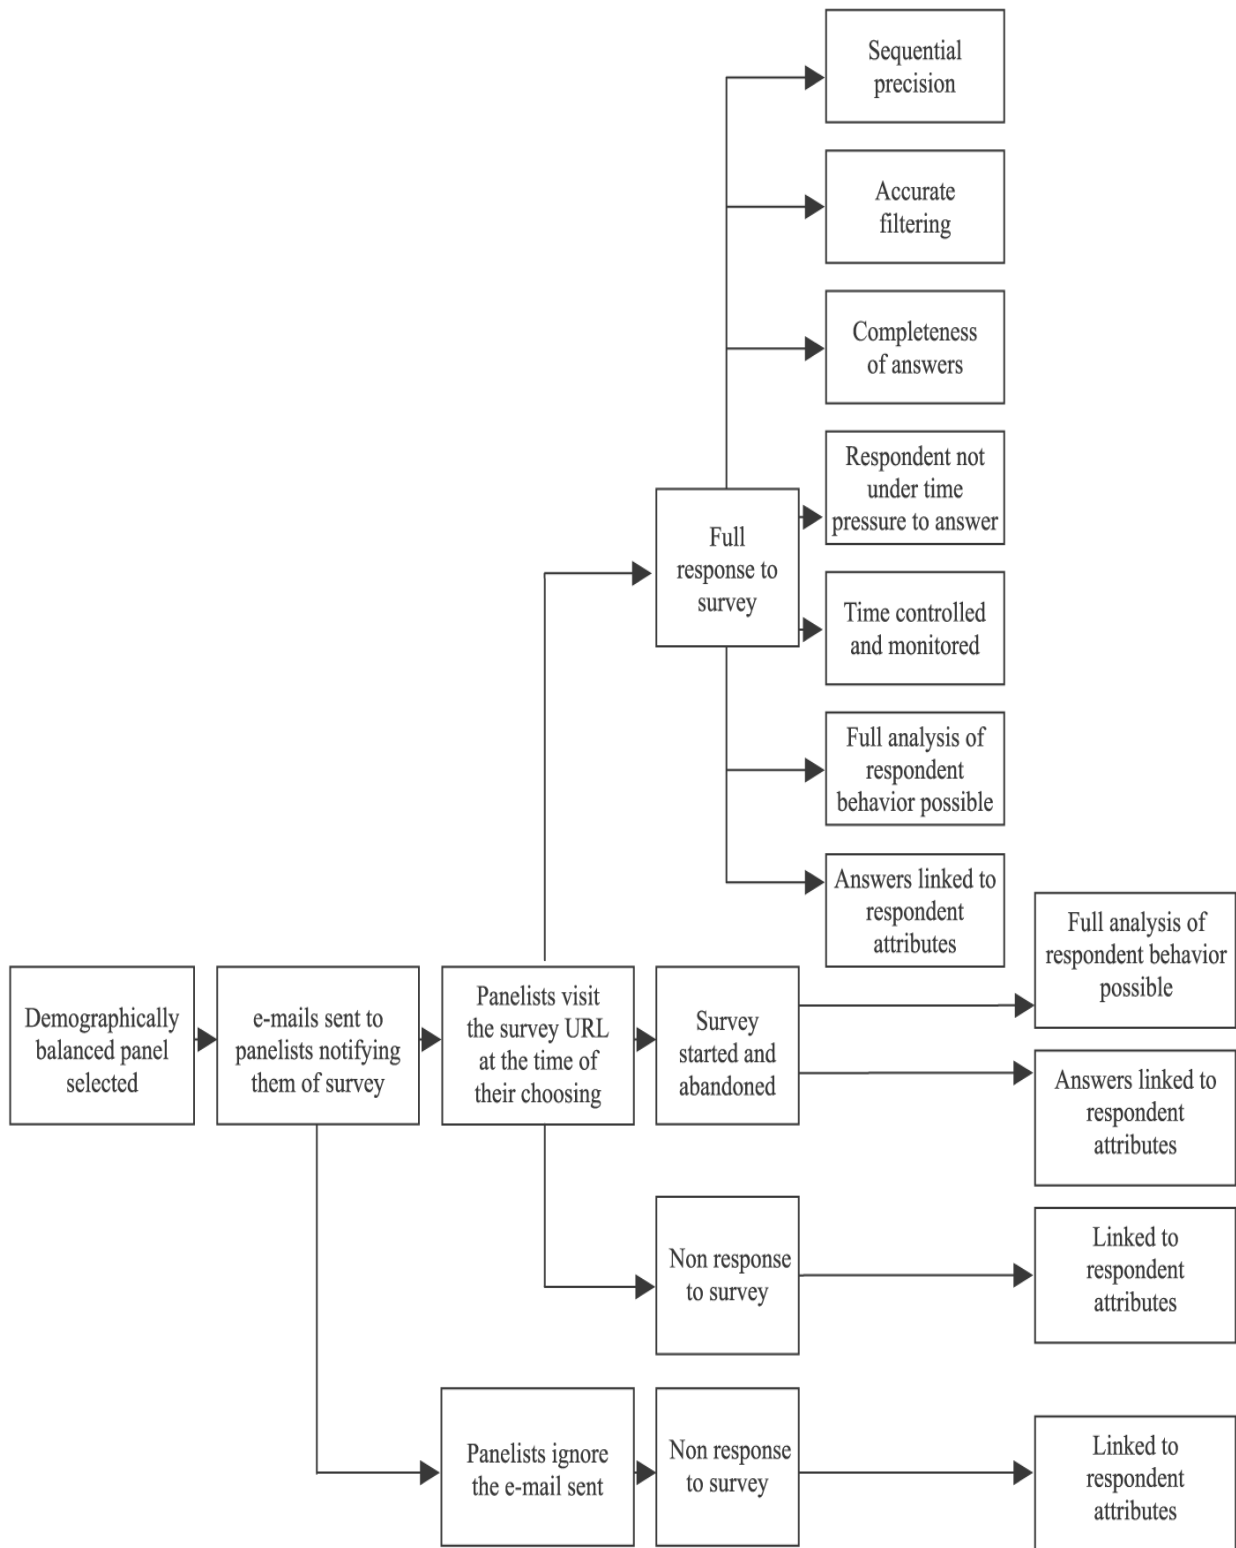 Sequential
precision
Accurate
filtering
Completeness
of answers
Respondent not
under time
pressure to answer
Full
response to
survey
Time controlled
and monitored
Full analysis of
respondent
behavior possible
Answers linked to
respondent
attributes
Full analysis of
respondent behavior
possible
Demographically
balanced panel
selected
e-mails sent to
panelists notifying
them of survey
Panelists visit
the survey URL
at the time of
their choosing
Survey
started and
abandoned
Answers linked to
respondent
attributes
Non response
to survey
Linked to
respondent
attributes
Panelists ignore
the e-mail sent
Non response
to survey
Linked to
respondent
attributes